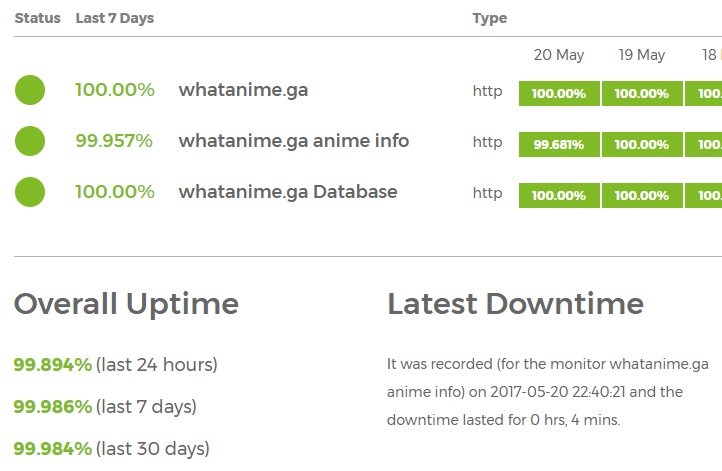 Status Last 7 Days Type
20 May 19 May 18
100.00% whatanime.ga http 100.00% 100.00% 100.
99.957% whatanime.ga anime info http 99.681% 100.00% 100.
100.00% whatanime.ga Database http 100.00% 100.00% 100.
Overall Uptime
99.894% (last 24 hours)
99.986% (last 7 days)
99.984% (last 30 days)
Latest Downtime
It was recorded (for the monitor whatanime.ga
anime info) on 2017-05-20 22:40:21 and the
downtime lasted for 0 hrs, 4 mins.